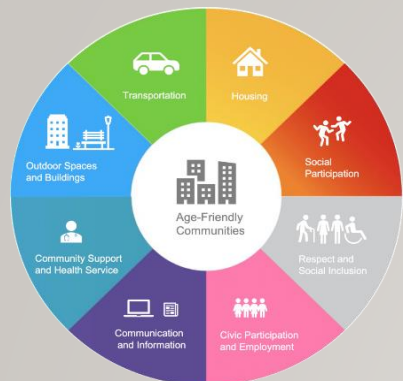 Transportation
Housing
Social
Participation
Respect and
Social Inclusion
Civic Participation
and Employment
Communication
and Information
Community Support
and Health Service
Outdoor Spaces
and Buildings
Age-Friendly
Communities